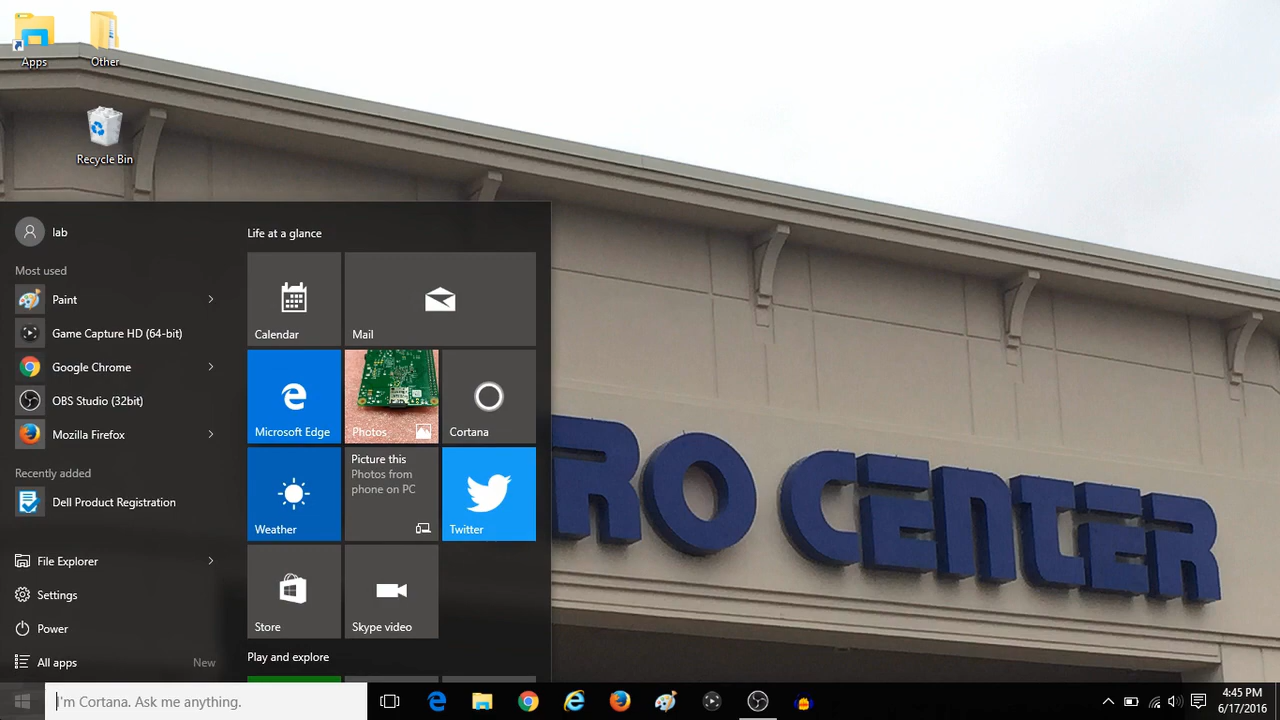 Apps
Other
Recycle Bin
lab
Most used
Paint
Game Capture HD (64-bit)
Google Chrome
OBS Studio (32bit)
Mozilla Firefox
Recently added
Dell Product Registration
File Explorer
Settings
Power
All apps
New
Life at a glance
Calendar
Mail
Microsoft Edge
Photos
Cortana
Weather
Picture this
Photos from
phone on PC
Twitter
Store
Skype video
Play and explore
RO CENTER
I'm Cortana. Ask me anything.
4:45 PM
6/17/2016